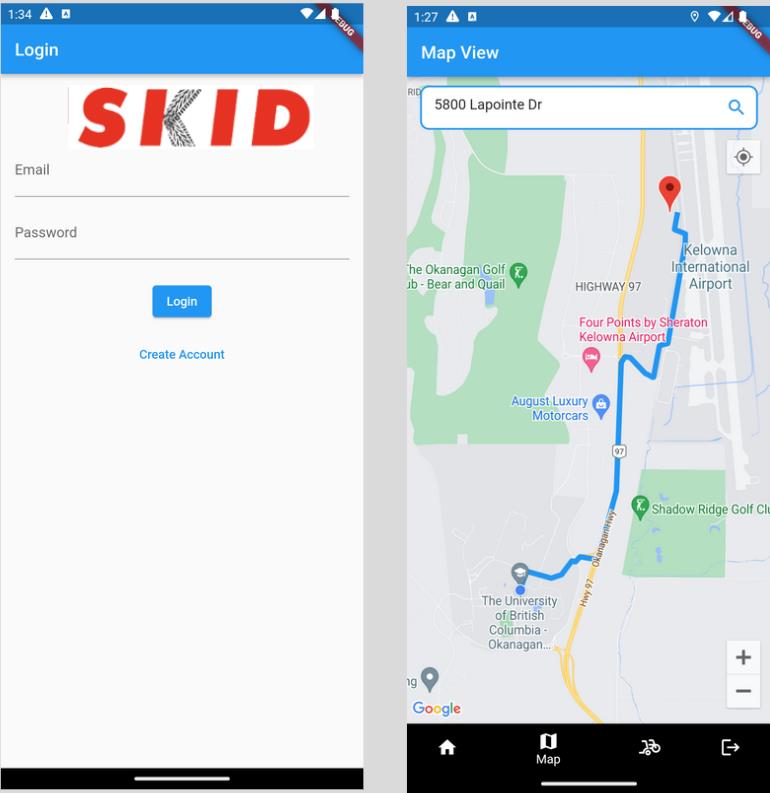 1:34
DEBUG
Login
SKID
Email
Password
Login
Create Account
1:27
DEBUG
Map View
5800 Lapointe Dr
Kelowna
International
Airport
The Okanagan Golf
ub - Bear and Quail
HIGHWAY 97
Four Points by Sheraton
Kelowna Airport
August Luxury
Motorcars
97
Shadow Ridge Golf Clu
Okanagan Hwy
Hwy 97
The University
of British
Columbia -
Okanagan...
ng
Google
Map